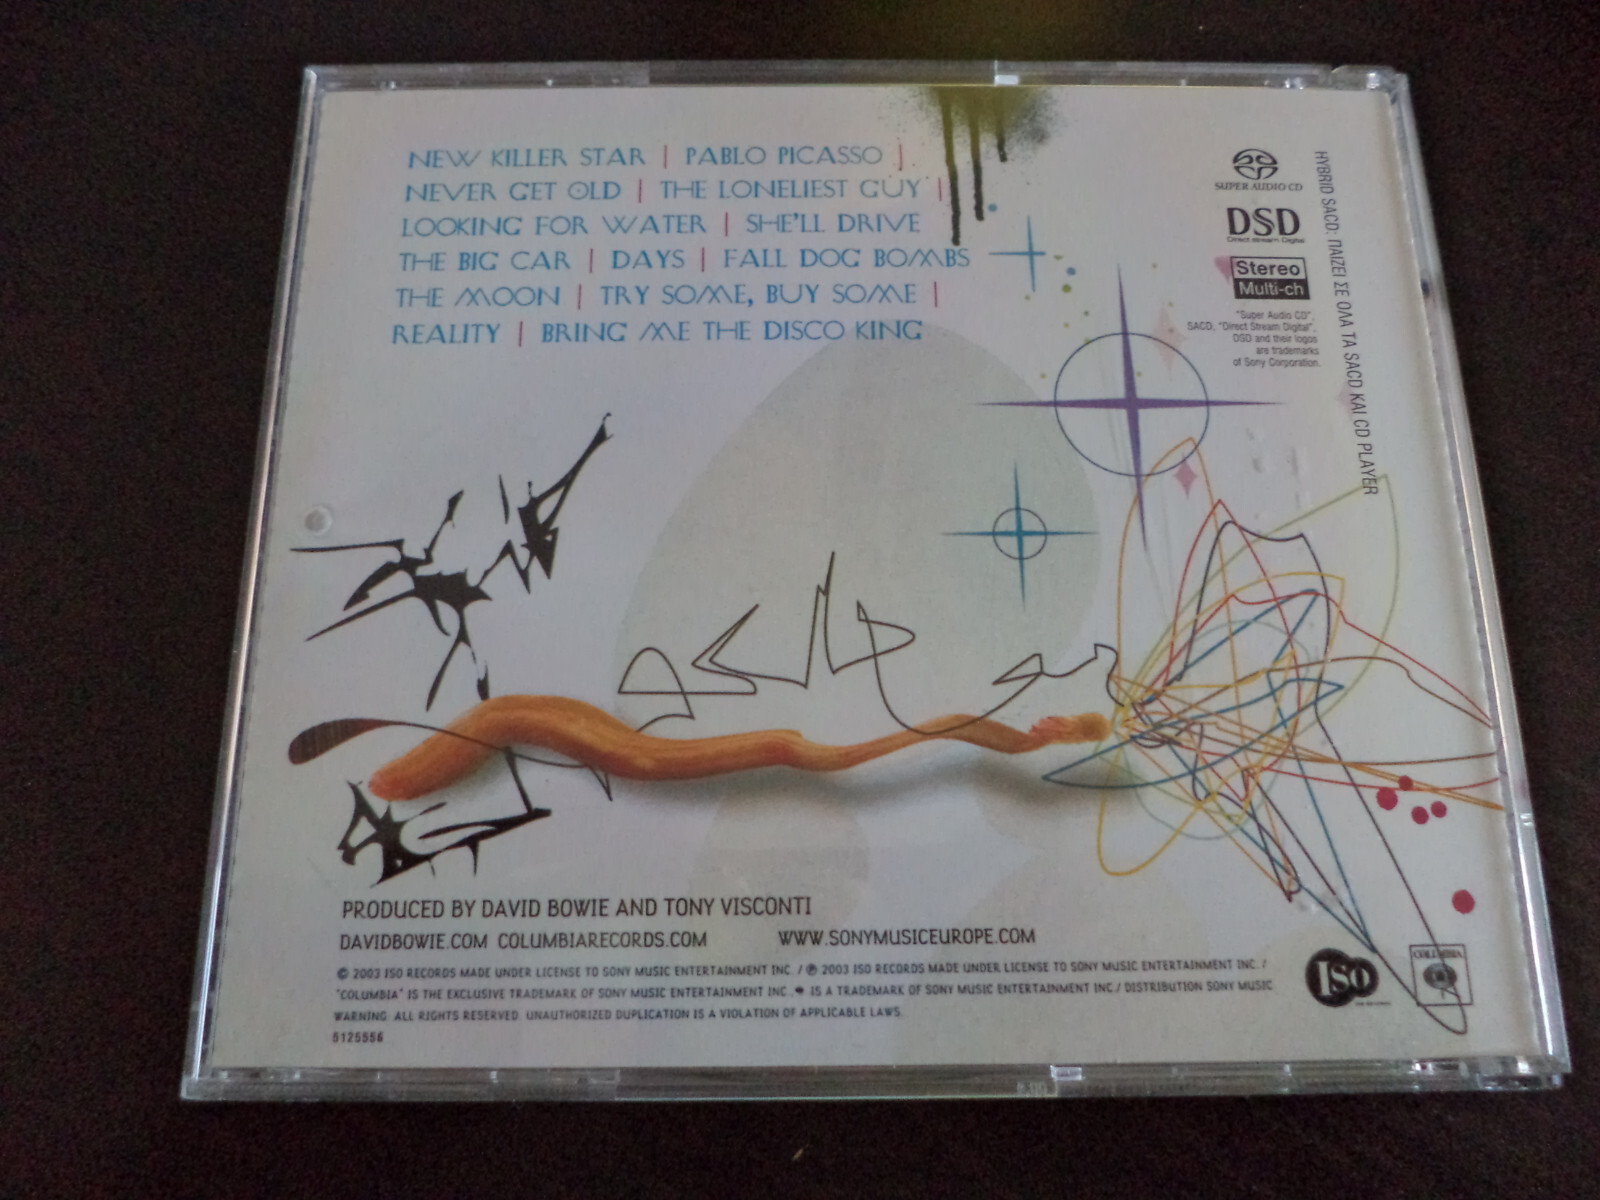 NEW KILLER STAR | PABLO PICASSO |
NEVER GET OLD | THE LONELIEST GUY |
LOOKING FOR WATER | SHE'LL DRIVE
THE BIG CAR | DAYS | FALL DOG BOMBS
THE MOON | TRY SOME, BUY SOME |
REALITY | BRING ME THE DISCO KING
SUPER AUDIO CD
DSD
Direct Stream Digital
Stereo
Multi-ch
"Super Audio CD",
SACD, "Direct Stream Digital",
DSD and their logos
are trademarks
of Sony Corporation.
HYBRID SACD: ΠΑΙΖΕΙ ΣΕ ΟΛΑ ΤΑ SACD ΚΑΙ CD PLAYER
PRODUCED BY DAVID BOWIE AND TONY VISCONTI
DAVIDBOWIE.COM COLUMBIARECORDS.COM WWW.SONYMUSICEUROPE.COM
© 2003 ISO RECORDS MADE UNDER LICENSE TO SONY MUSIC ENTERTAINMENT INC. / ℗ 2003 ISO RECORDS MADE UNDER LICENSE TO SONY MUSIC ENTERTAINMENT INC. /
"COLUMBIA" IS THE EXCLUSIVE TRADEMARK OF SONY MUSIC ENTERTAINMENT INC. IS A TRADEMARK OF SONY MUSIC ENTERTAINMENT INC./ DISTRIBUTION SONY MUSIC
WARNING: ALL RIGHTS RESERVED. UNAUTHORIZED DUPLICATION IS A VIOLATION OF APPLICABLE LAWS.
5125556
ISO
COLUMBIA